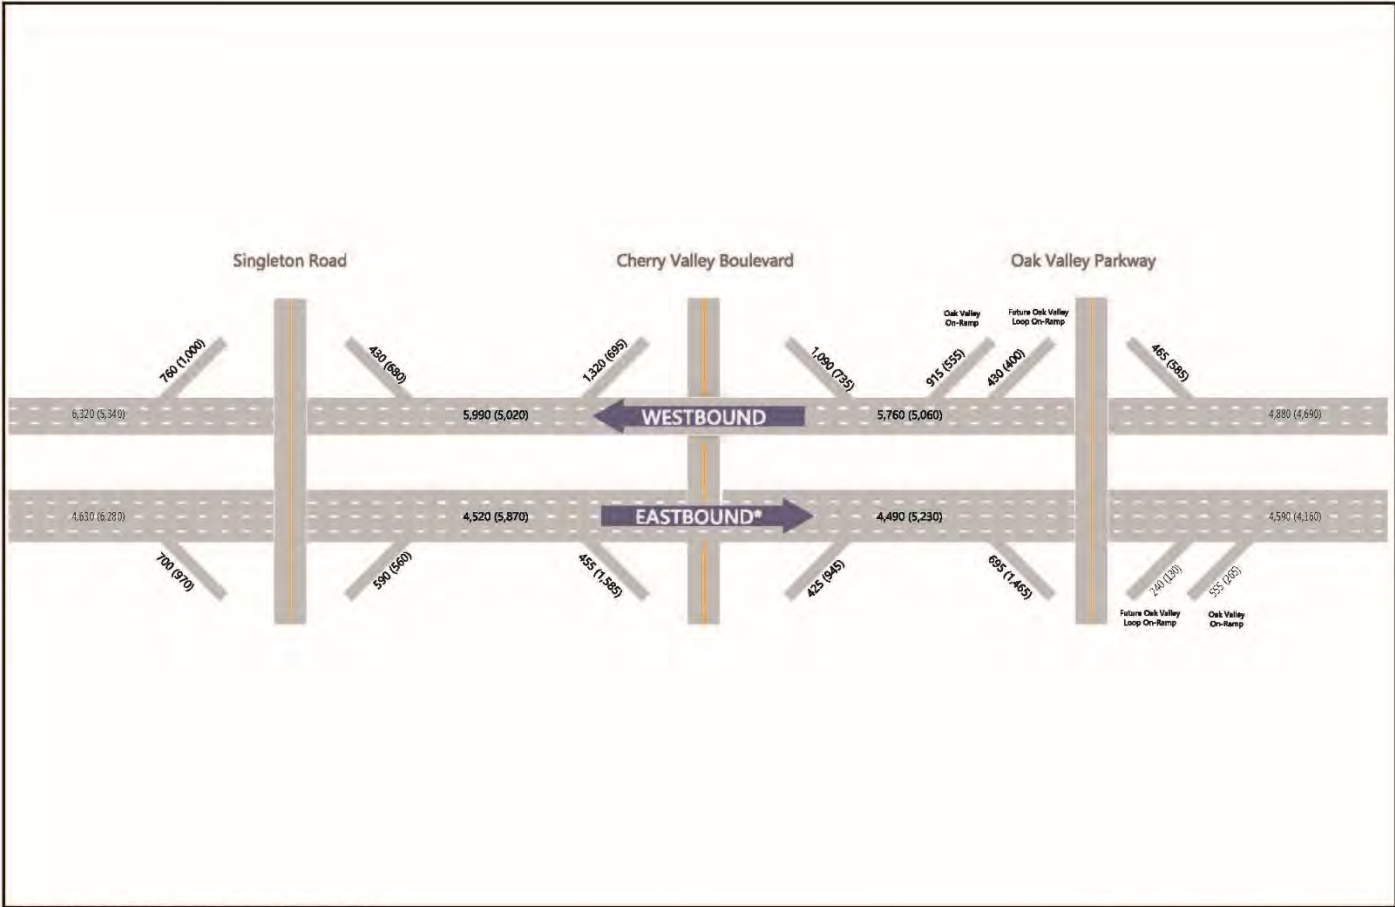 Singleton Road
Cherry Valley Boulevard
Oak Valley Parkway
Oak Valley
On-Ramp
Future Oak Valley
Loop On-Ramp
760 (1,000)
430 (680)
1,320 (695)
1,090 (735)
915 (555)
430 (400)
465 (585)
6,320 (5,340)
5,990 (5,020)
WESTBOUND
5,760 (5,060)
4,880 (4,690)
4,630 (6,280)
4,520 (5,870)
EASTBOUND*
4,490 (5,230)
4,590 (4,160)
700 (970)
590 (560)
455 (1,585)
425 (945)
695 (1,465)
240 (130)
555 (265)
Future Oak Valley
Loop On-Ramp
Oak Valley
On-Ramp